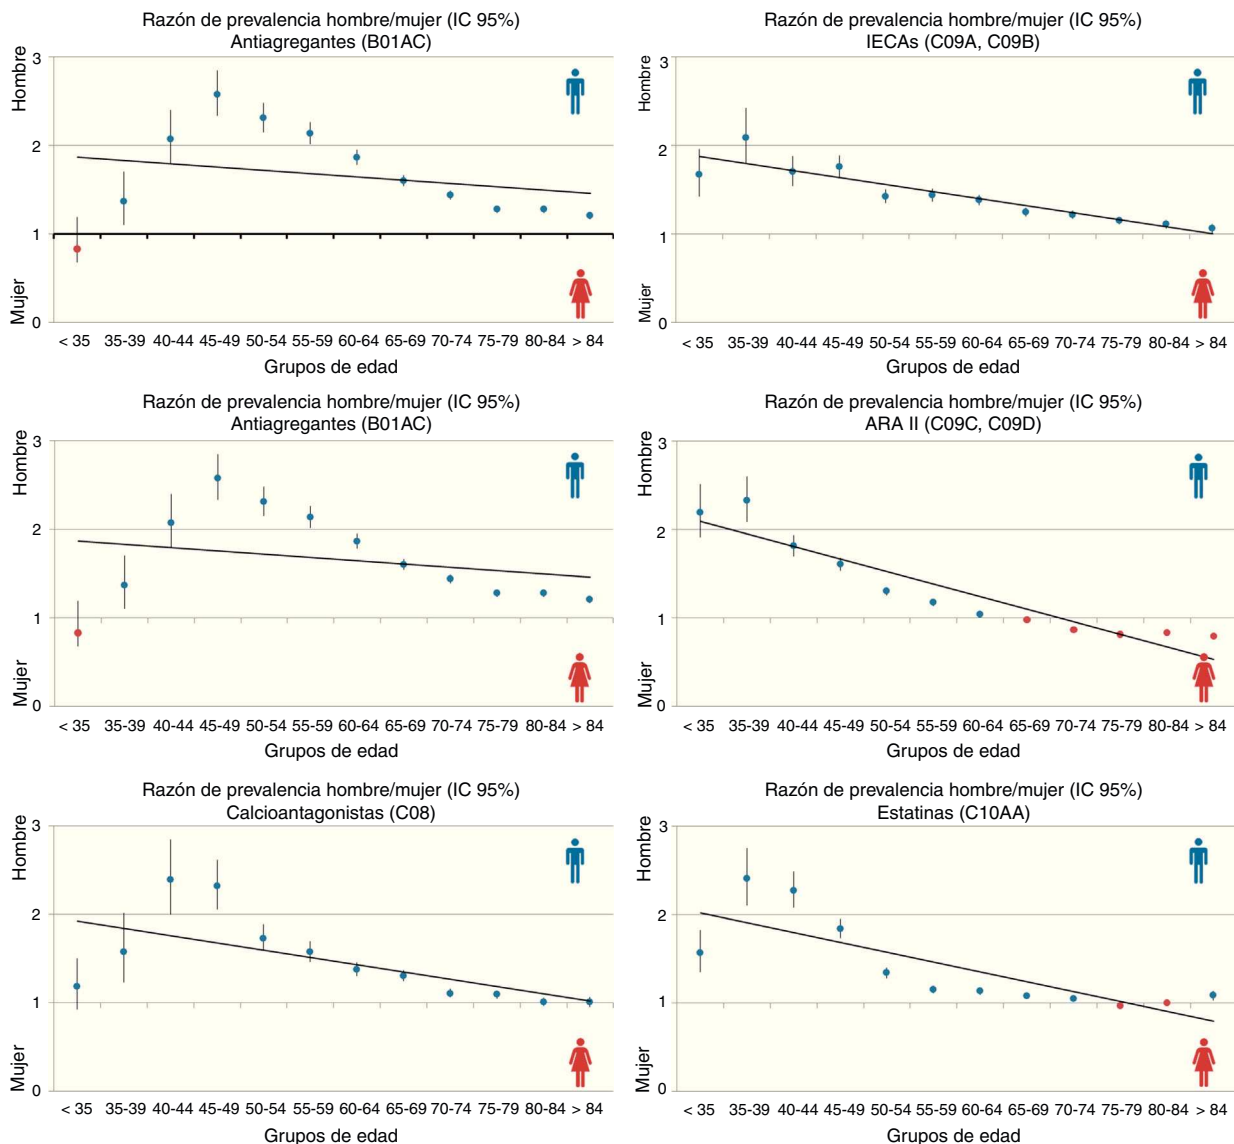 Razón de prevalencia hombre/mujer (IC 95%)
Antiagregantes (B01AC)
Hombre
Mujer
3
2
1
0
< 35 35-39 40-44 45-49 50-54 55-59 60-64 65-69 70-74 75-79 80-84 > 84
Grupos de edad
Razón de prevalencia hombre/mujer (IC 95%)
IECAs (C09A, C09B)
Hombre
Mujer
3
2
1
0
< 35 35-39 40-44 45-49 50-54 55-59 60-64 65-69 70-74 75-79 80-84 > 84
Grupos de edad
Razón de prevalencia hombre/mujer (IC 95%)
Antiagregantes (B01AC)
Hombre
Mujer
3
2
1
0
< 35 35-39 40-44 45-49 50-54 55-59 60-64 65-69 70-74 75-79 80-84 > 84
Grupos de edad
Razón de prevalencia hombre/mujer (IC 95%)
ARA II (C09C, C09D)
Hombre
Mujer
3
2
1
0
< 35 35-39 40-44 45-49 50-54 55-59 60-64 65-69 70-74 75-79 80-84 > 84
Grupos de edad
Razón de prevalencia hombre/mujer (IC 95%)
Calcioantagonistas (C08)
Hombre
Mujer
3
2
1
0
< 35 35-39 40-44 45-49 50-54 55-59 60-64 65-69 70-74 75-79 80-84 > 84
Grupos de edad
Razón de prevalencia hombre/mujer (IC 95%)
Estatinas (C10AA)
Hombre
Mujer
3
2
1
0
< 35 35-39 40-44 45-49 50-54 55-59 60-64 65-69 70-74 75-79 80-84 > 84
Grupos de edad